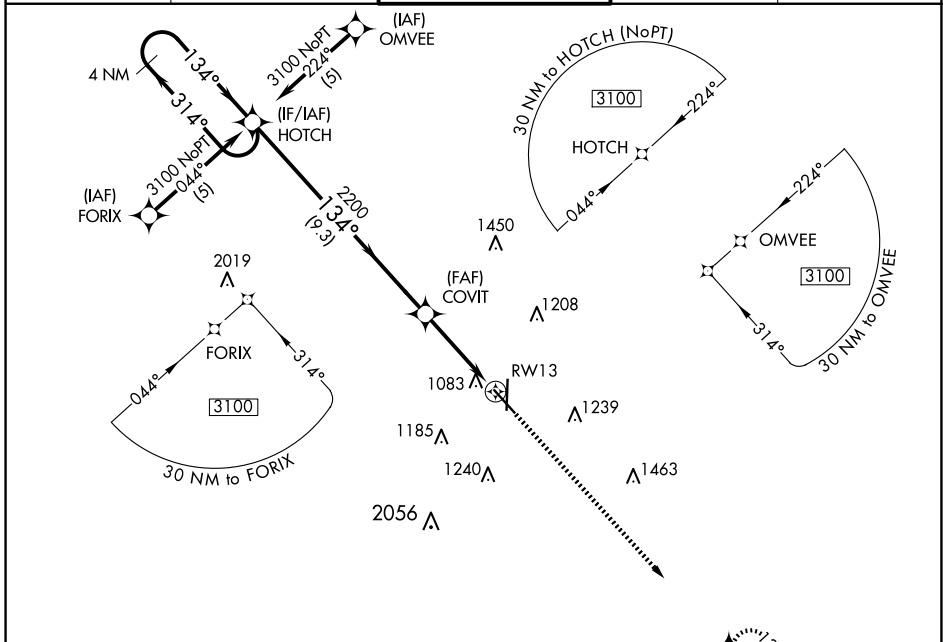 (IAF)
OMVEE
3100 NoPT
224°
(5)
4 NM
134°
314°
(IF/IAF)
HOTCH
3100 NoPT
044°
(5)
(IAF)
FORIX
2200
134°
(9.3)
30 NM to HOTCH (NoPT)
3100
224°
HOTCH
044°
224°
OMVEE
3100
314°
30 NM to OMVEE
1450
2019
(FAF)
COVIT
1208
FORIX
044°
314°
3100
30 NM to FORIX
1083
RW13
1239
1185
1240
1463
2056